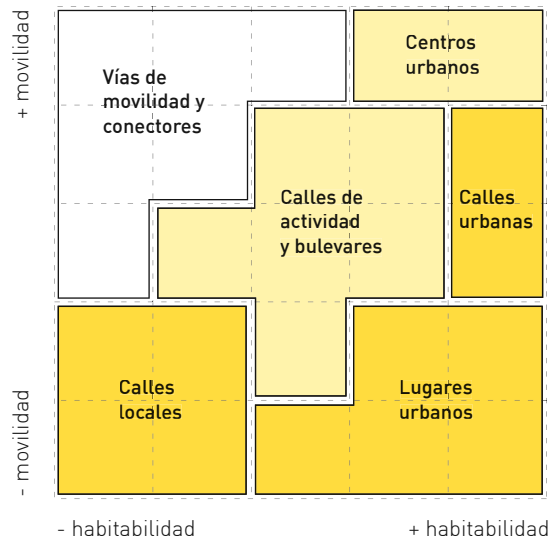 + movilidad
Centros
urbanos
Vías de
movilidad y
conectores
Calles de
actividad
y bulevares
Calles
urbanas
Calles
locales
Lugares
urbanos
- movilidad
- habitabilidad
+ habitabilidad